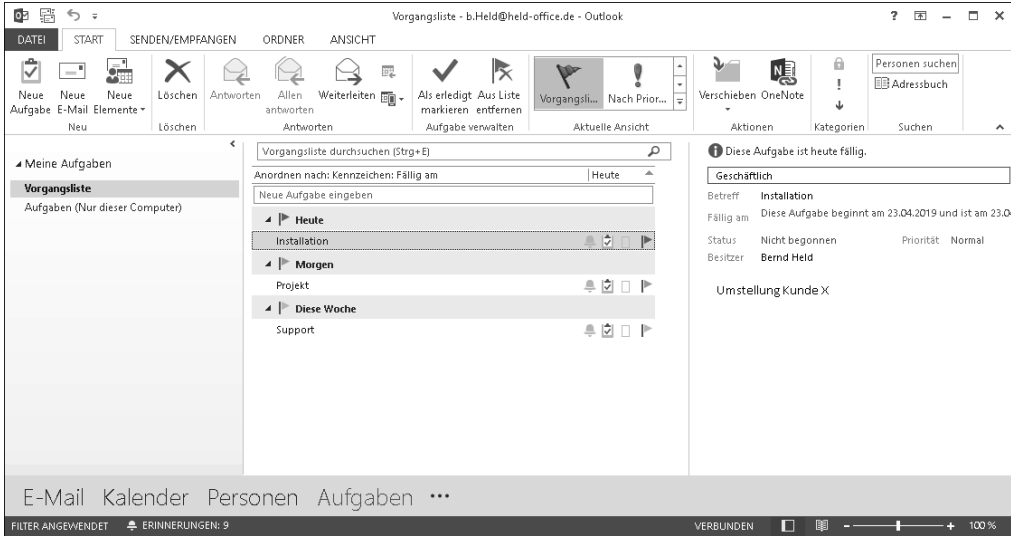 Vorgangsliste - b.Held@held-office.de - Outlook
DATEI START SENDEN/EMPFANGEN ORDNER ANSICHT
Neue Aufgabe
Neue E-Mail
Neue Elemente
Neu
Löschen
Löschen
Antworten
Allen antworten
Weiterleiten
Antworten
Als erledigt markieren
Aus Liste entfernen
Aufgabe verwalten
Vorgangsli...
Nach Prior...
Aktuelle Ansicht
Verschieben
OneNote
Aktionen
Kategorien
Personen suchen
Adressbuch
Suchen
Meine Aufgaben
Vorgangsliste
Aufgaben (Nur dieser Computer)
Vorgangsliste durchsuchen (Strg+E)
Anordnen nach: Kennzeichen: Fällig am Heute
Neue Aufgabe eingeben
Heute
Installation
Morgen
Projekt
Diese Woche
Support
Diese Aufgabe ist heute fällig.
Geschäftlich
Betreff Installation
Fällig am Diese Aufgabe beginnt am 23.04.2019 und ist am 23.0
Status Nicht begonnen Priorität Normal
Besitzer Bernd Held
Umstellung Kunde X
E-Mail Kalender Personen Aufgaben ···
FILTER ANGEWENDET ERINNERUNGEN: 9 VERBUNDEN 100 %